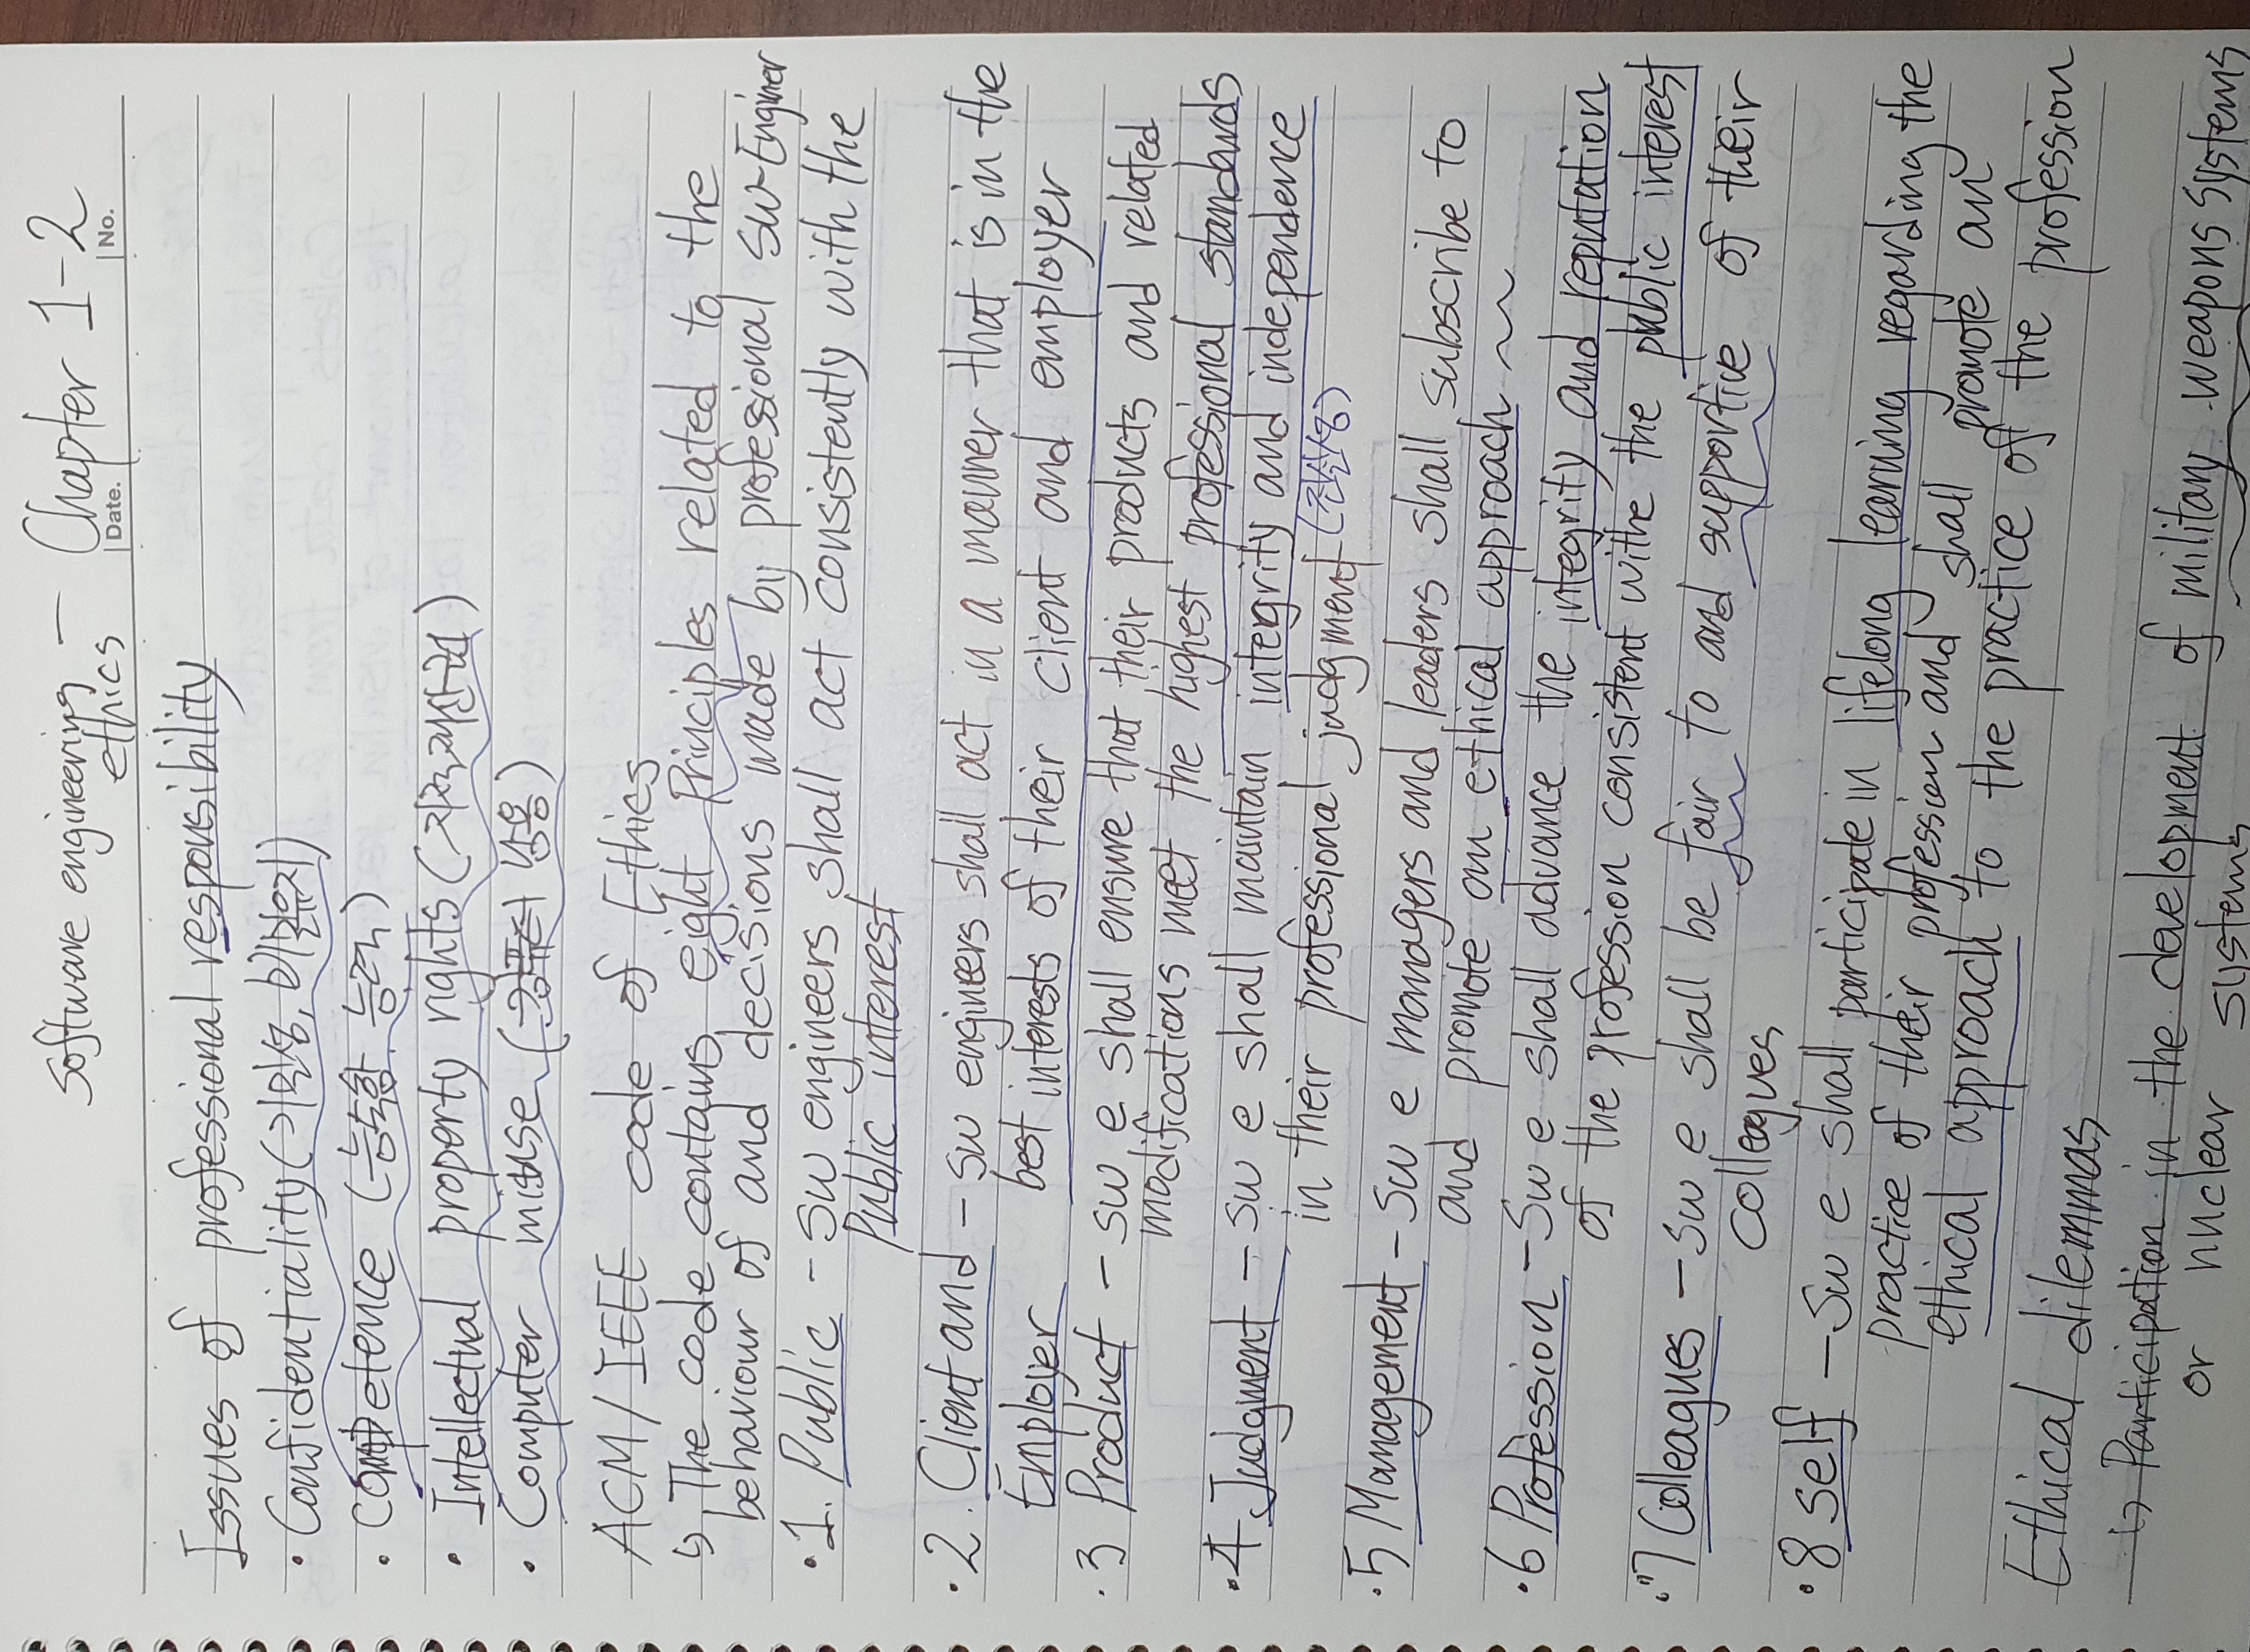 Software engineering — Chapter 1-2
ethics
Date.
No.
Issues of professional responsibility
· Confidentiality (기밀성, 비밀유지)
· Competence (능숙함, 능력)
· Intellectual property rights (지적재산권)
· Computer misuse (컴퓨터 남용)
ACM/IEEE code of Ethics
↳ The code contains eight Principles related to the
behaviour of and decisions made by professional SW-Enginer
· 1. Public - SW engineers shall act consistently with the
Public interest
· 2. Client and - SW engineers shall act in a manner that is in the
Employer best interests of their client and employer
· 3 Product - SW e shall ensure that their products and related
modifications meet the highest professional standards
· 4 Judgment - SW e shall maintain integrity and independence
in their professional judgment (진실성)
· 5 Management - SW e managers and leaders shall subscribe to
and promote an ethical approach ~~
· 6 Profession - SW e shall advance the integrity and reputation
of the profession consistent withe the public interest
· 7 Colleagues - SW e shall be fair to and supportive of their
colleagues
· 8 self - SW e shall participate in lifelong learning regarding the
practice of their profession and shall promote an
ethical approach to the practice of the profession
Ethical dilemmas
↳ Participation in the development of military weapons systems
or nuclear systems